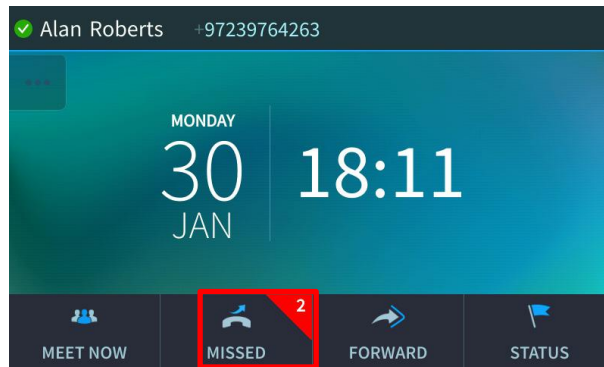 Alan Roberts +97239764263
MONDAY
30
JAN
18:11
2
MEET NOW MISSED FORWARD STATUS